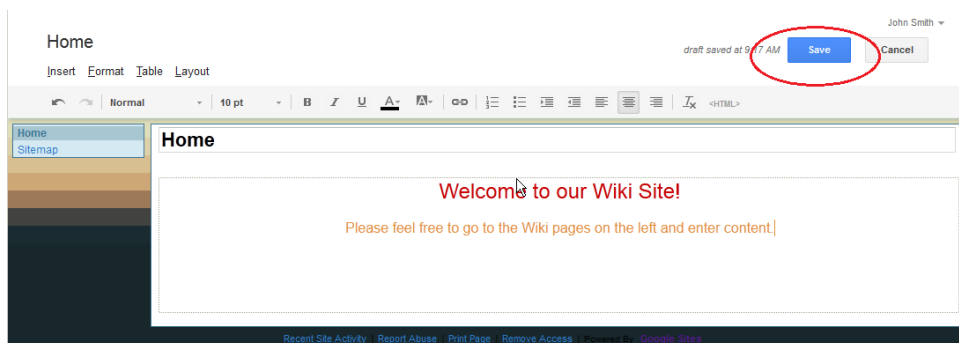 John Smith
Home
draft saved at 9:17 AM Save Cancel
Insert Format Table Layout
Normal 10 pt B I U A A <HTML>
Home
Sitemap
Home
Welcome to our Wiki Site!
Please feel free to go to the Wiki pages on the left and enter content.
Recent Site Activity | Report Abuse | Print Page | Remove Access | Powered By Google Sites